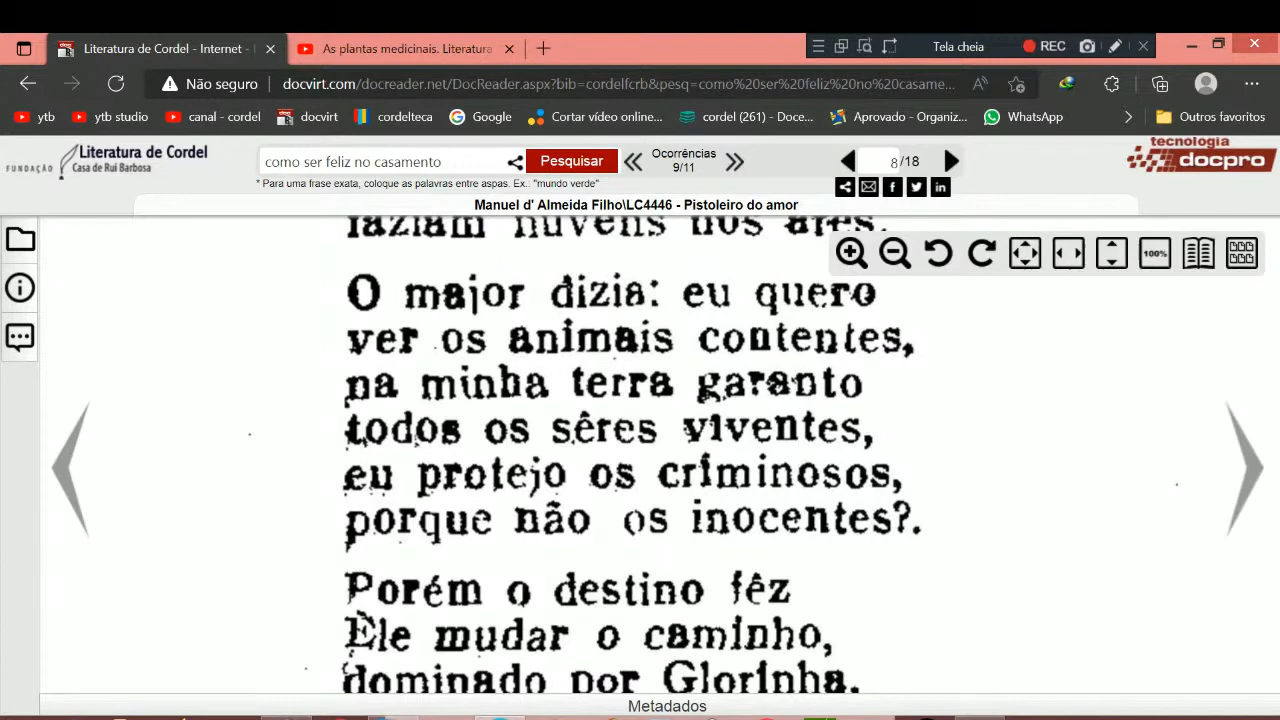 Literatura de Cordel - Internet -
As plantas medicinais. Literatura
Tela cheia
REC
Não seguro
docvirt.com/docreader.net/DocReader.aspx?bib=cordelfcrb&pesq=como%20ser%20feliz%20no%20casame...
ytb
ytb studio
canal - cordel
docvirt
cordelteca
Google
Cortar vídeo online...
cordel (261) - Doce...
Aprovado - Organiz...
WhatsApp
Outros favoritos
FUNDAÇÃO
Literatura de Cordel
Casa de Rui Barbosa
como ser feliz no casamento
Pesquisar
Ocorrências
9/11
8 /18
tecnologia
docpro
* Para uma frase exata, coloque as palavras entre aspas. Ex.: "mundo verde"
Manuel d' Almeida Filho\LC4446 - Pistoleiro do amor
100%
faziam nuvens nos ares.
O major dizia: eu quero
ver os animais contentes,
na minha terra garanto
todos os sêres viventes,
eu protejo os criminosos,
porque não os inocentes?.
Porém o destino fêz
Êle mudar o caminho,
dominado por Glorinha.
Metadados